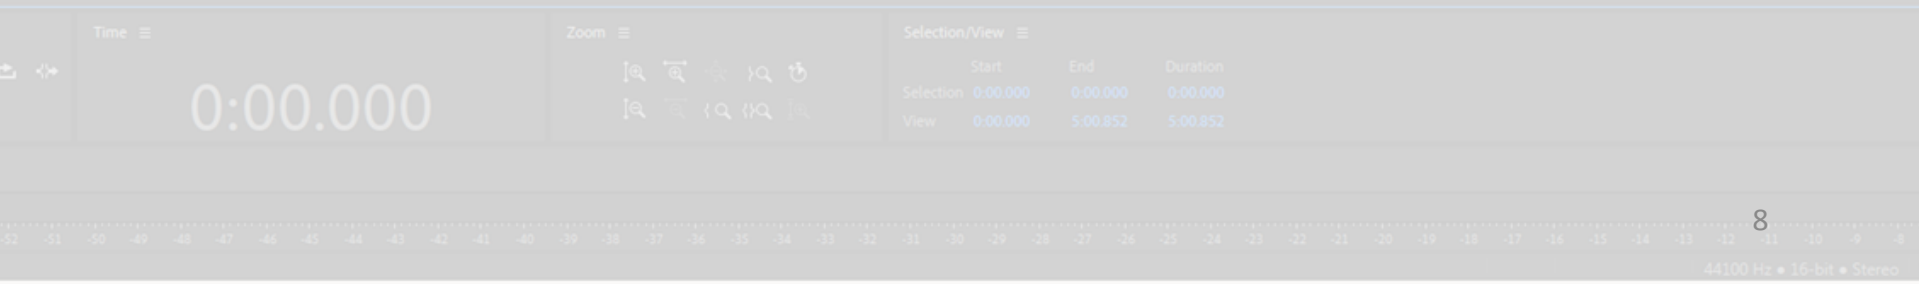 Time Zoom Selection/View
Start End Duration
0:00.000 Selection 0:00.000 0:00.000 0:00.000
View 0:00.000 5:00.852 5:00.852
8
-52 -51 -50 -49 -48 -47 -46 -45 -44 -43 -42 -41 -40 -39 -38 -37 -36 -35 -34 -33 -32 -31 -30 -29 -28 -27 -26 -25 -24 -23 -22 -21 -20 -19 -18 -17 -16 -15 -14 -13 -12 -11 -10 -9 -8
44100 Hz ● 16-bit ● Stereo